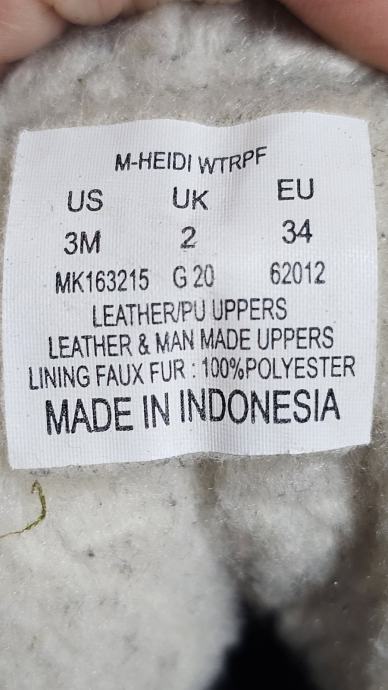 M-HEIDI WTRPF
US UK EU
3M 2 34
MK163215 G 20 62012
LEATHER/PU UPPERS
LEATHER & MAN MADE UPPERS
LINING FAUX FUR : 100%POLYESTER
MADE IN INDONESIA